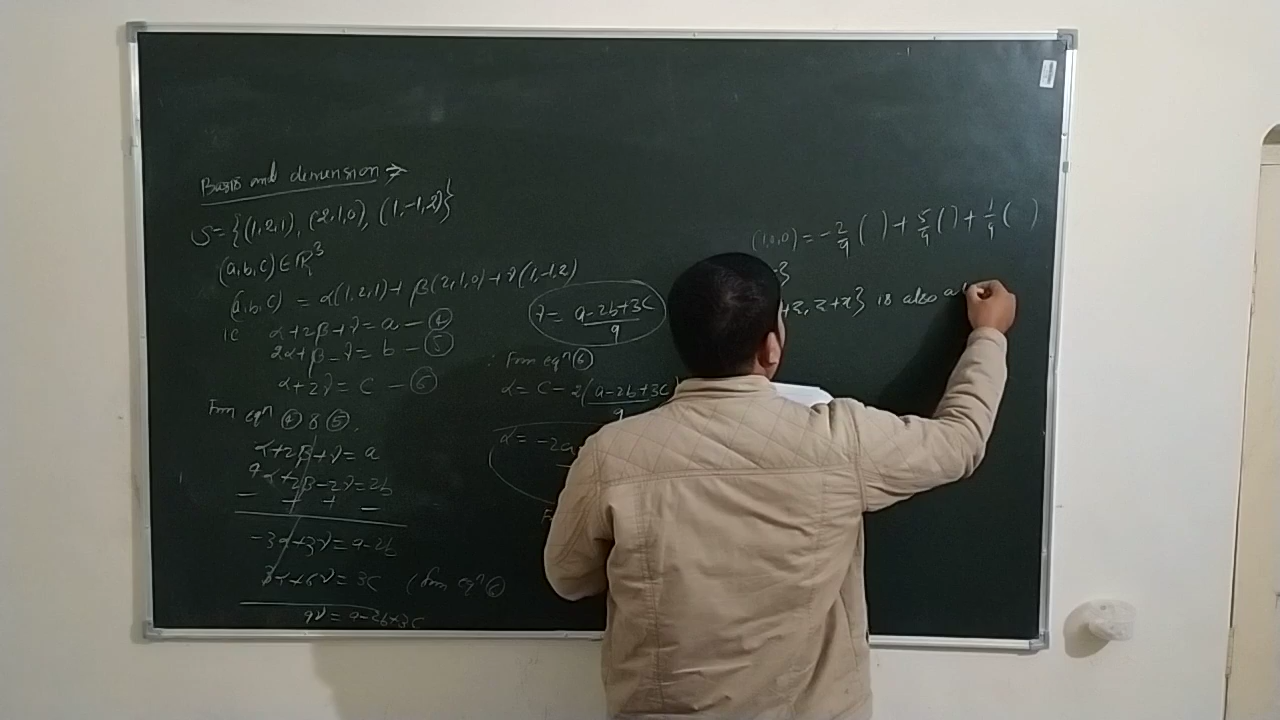 Basis and dimension →
S = {(1,2,1), (2,1,0), (1,-1,2)}
(a,b,c) ∈ ℝ³
(a,b,c) = α(1,2,1) + β(2,1,0) + γ(1,-1,2)
ie α+2β+γ = a — ④
2α+β-γ = b — ⑤
α+2γ = c — ⑥
From eqⁿ ④ & ⑤,
α+2β+γ = a
4α+2β-2γ = 2b
- - + -
-3α+3γ = a-2b
3α+6γ = 3c (from eqⁿ ⑥
9γ = a-2b+3c
γ = (a-2b+3c)/9
∴ From eqⁿ ⑥
α = c - 2(a-2b+3c)/9
α = -2a
(1,0,0) = -2/9 ( ) + 5/9 ( ) + 1/9 ( )
}
+z, z+x} is also a